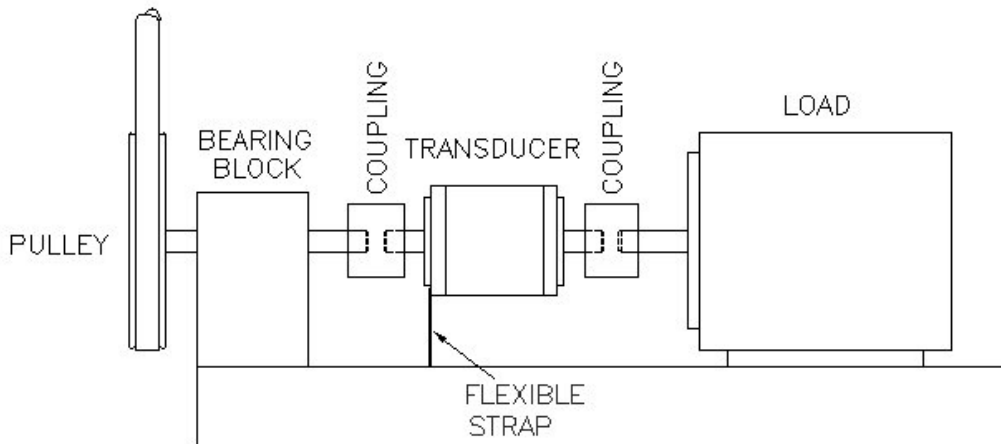 PULLEY
BEARING
BLOCK
COUPLING
TRANSDUCER
COUPLING
LOAD
FLEXIBLE
STRAP